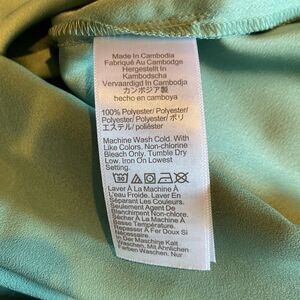 Made In Cambodia
Fabriqué Au Cambodge
Hergestellt In
Kambodscha
Vervaardigd In Cambodja
カンボジア製
hecho en camboya
100% Polyester/ Polyester/
Polyester/ Polyester/ ポリ
エステル/ poliéster
Machine Wash Cold. With
Like Colors. Non-chlorine
Bleach Only. Tumble Dry
Low. Iron On Lowest
Setting.
30
Laver À La Machine À
L'eau Froide. Laver En
Séparant Les Couleurs.
Seulement Agent De
Blanchiment Non-chlore.
Sécher À La Machine À
Basse Température.
Repasser À Fer Doux Si
Nécessaire.
In Der Maschine Kalt
Waschen, Mit Ähnlichen
Farben Waschen. Nur